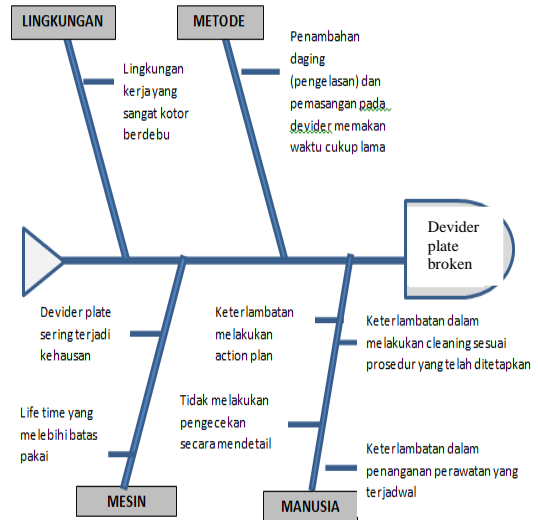 LINGKUNGAN
METODE
Lingkungan
kerja yang
sangat kotor
berdebu
Penambahan
daging
(pengelasan) dan
pemasangan pada
devider memakan
waktu cukup lama
Devider
plate
broken
Devider plate
sering terjadi
kehausan
Life time yang
melebihi batas
pakai
Keterlambatan
melakukan
action plan
Tidak melakukan
pengecekan
secara mendetail
Keterlambatan dalam
melakukan cleaning sesuai
prosedur yang telah ditetapkan
Keterlambatan dalam
penanganan perawatan yang
terjadwal
MESIN
MANUSIA